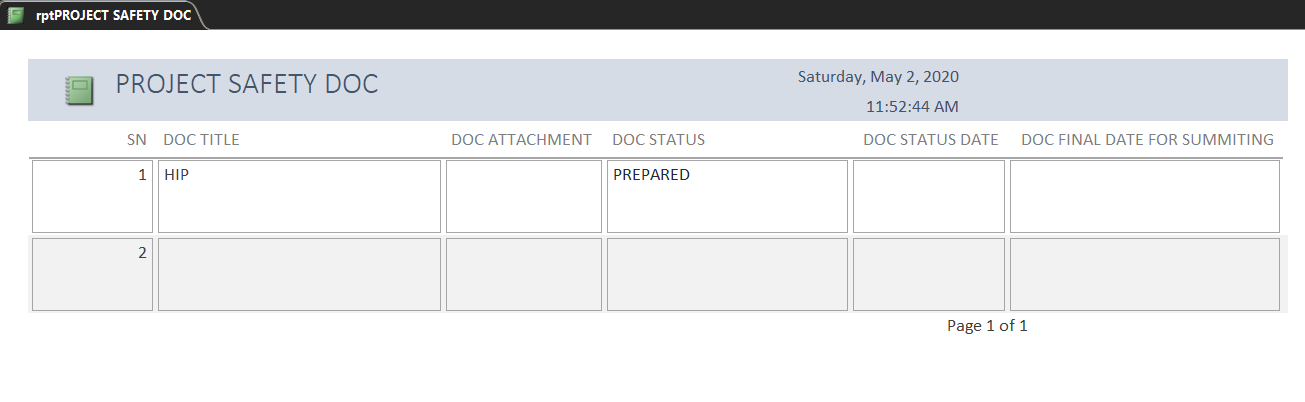 rptPROJECT SAFETY DOC
PROJECT SAFETY DOC
Saturday, May 2, 2020
11:52:44 AM
SN DOC TITLE DOC ATTACHMENT DOC STATUS DOC STATUS DATE DOC FINAL DATE FOR SUMMITING
1 HIP PREPARED
2
Page 1 of 1